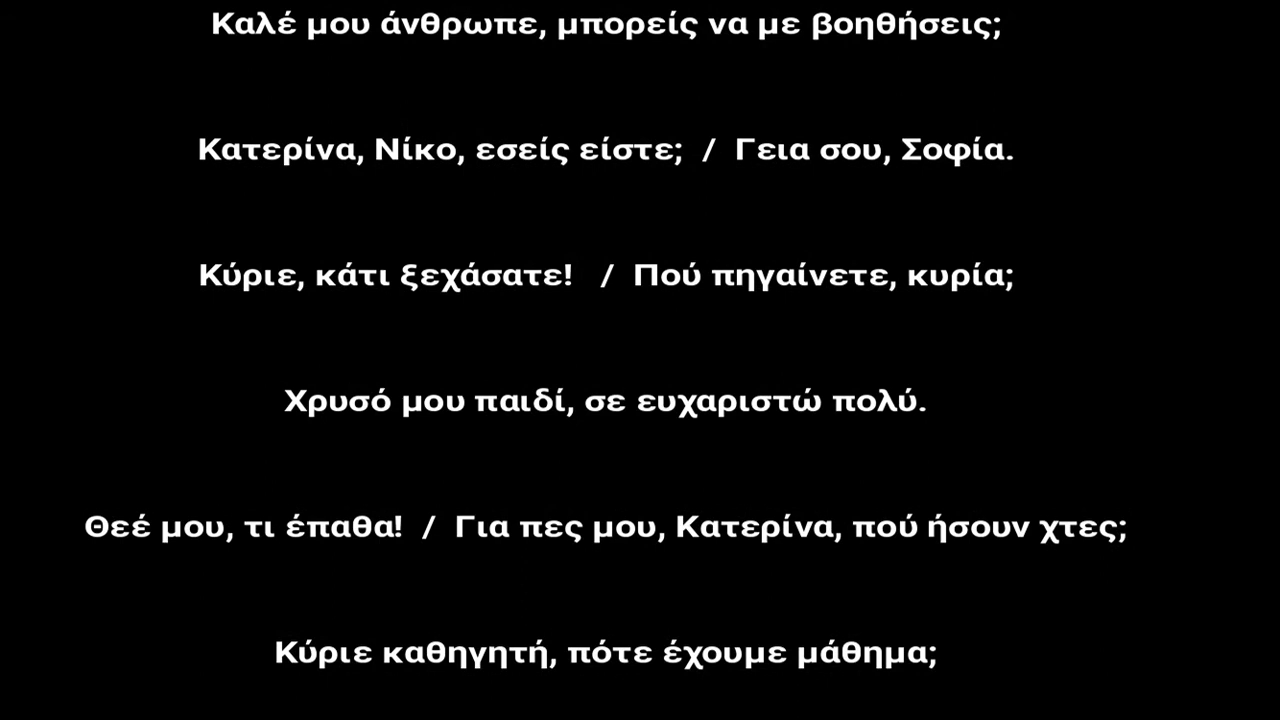 Καλέ μου άνθρωπε, μπορείς να με βοηθήσεις;
Κατερίνα, Νίκο, εσείς είστε; / Γεια σου, Σοφία.
Κύριε, κάτι ξεχάσατε! / Πού πηγαίνετε, κυρία;
Χρυσό μου παιδί, σε ευχαριστώ πολύ.
Θεέ μου, τι έπαθα! / Για πες μου, Κατερίνα, πού ήσουν χτες;
Κύριε καθηγητή, πότε έχουμε μάθημα;